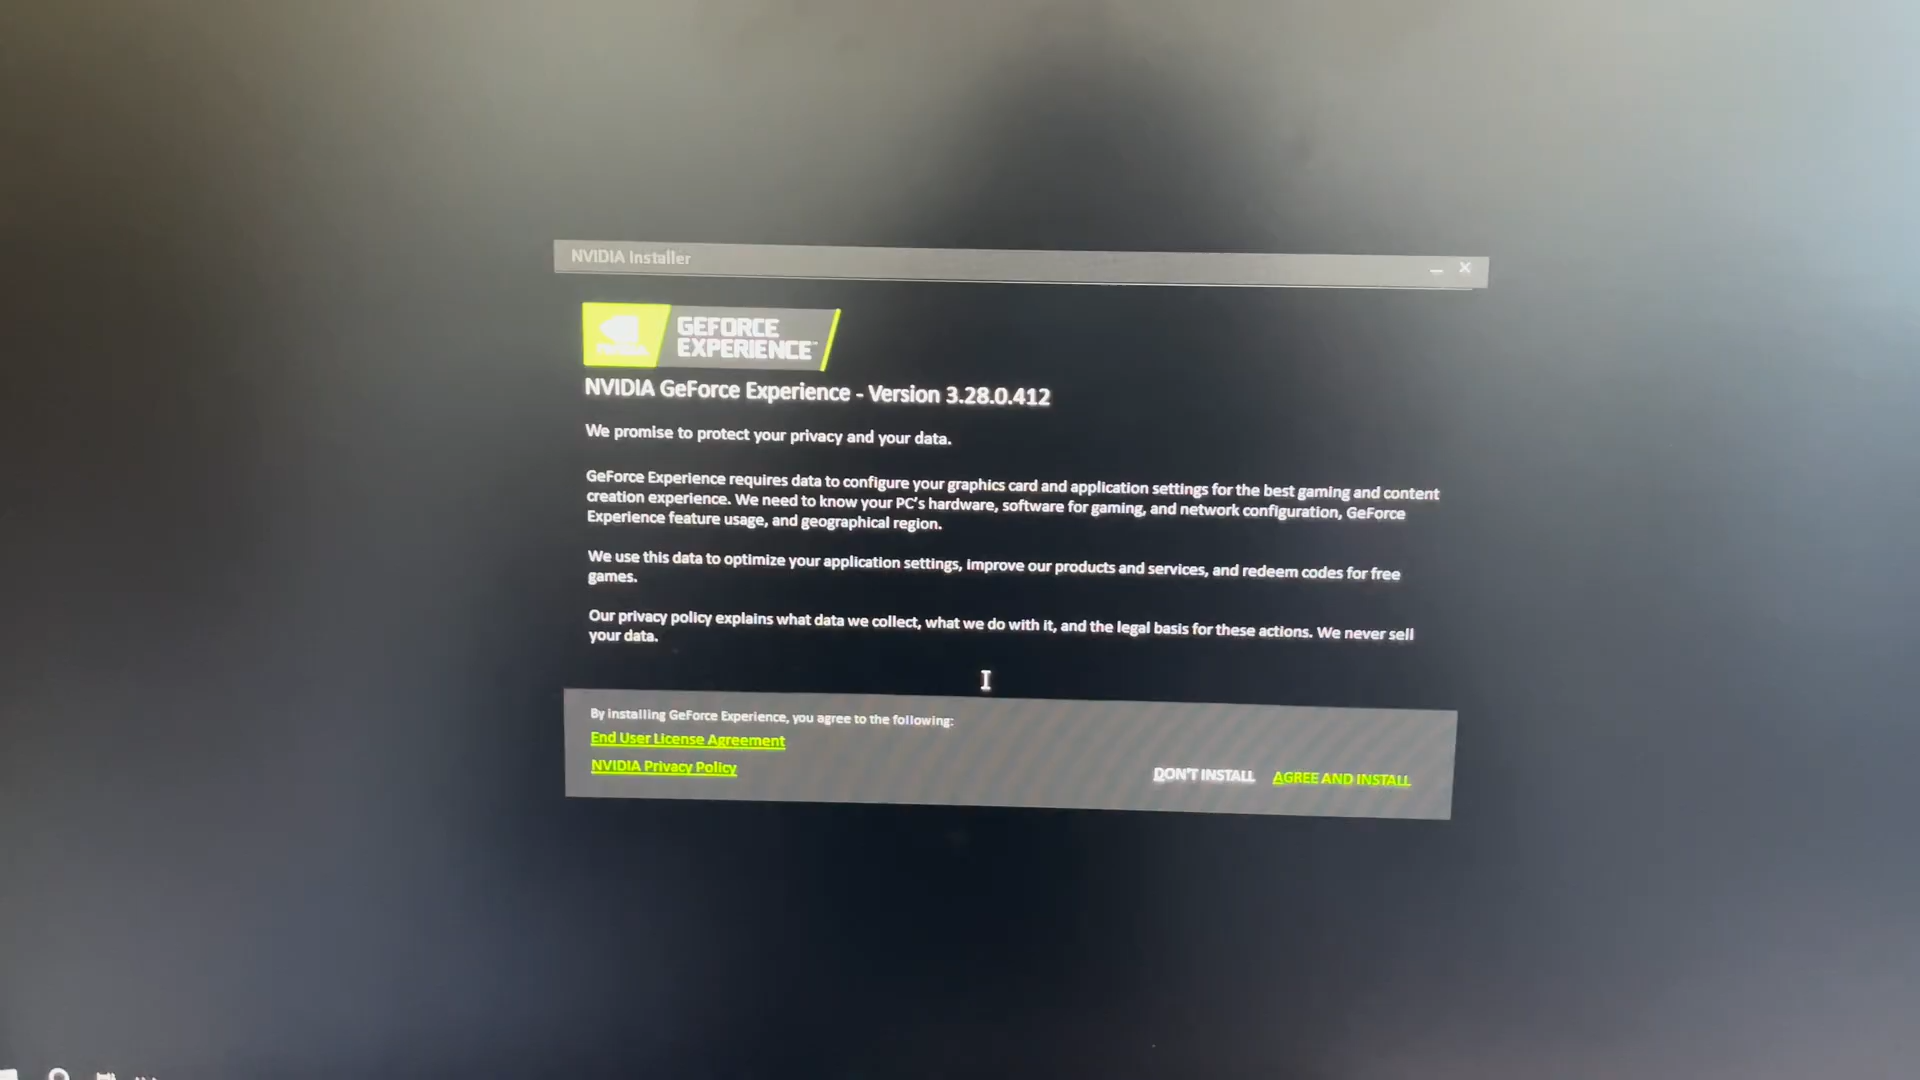 NVIDIA Installer
GEFORCE
EXPERIENCE™
NVIDIA GeForce Experience - Version 3.28.0.412
We promise to protect your privacy and your data.
GeForce Experience requires data to configure your graphics card and application settings for the best gaming and content
creation experience. We need to know your PC's hardware, software for gaming, and network configuration, GeForce
Experience feature usage, and geographical region.
We use this data to optimize your application settings, improve our products and services, and redeem codes for free
games.
Our privacy policy explains what data we collect, what we do with it, and the legal basis for these actions. We never sell
your data.
By installing GeForce Experience, you agree to the following:
End User License Agreement
NVIDIA Privacy Policy
DON'T INSTALL AGREE AND INSTALL